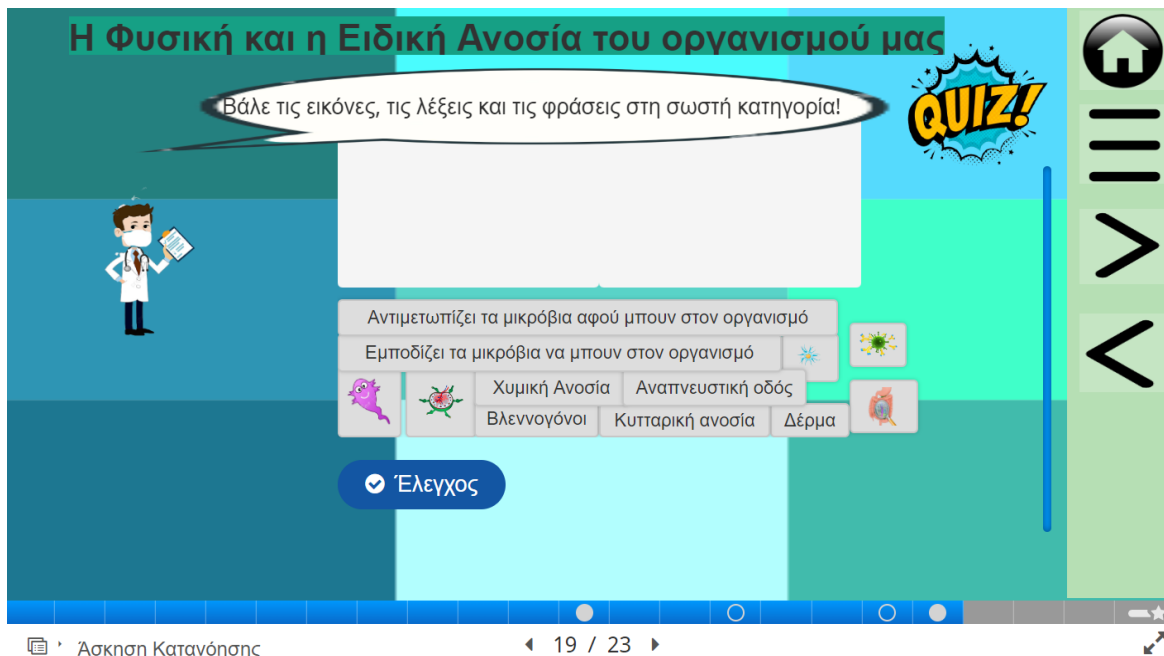 Η Φυσική και η Ειδική Ανοσία του οργανισμού μας
Βάλε τις εικόνες, τις λέξεις και τις φράσεις στη σωστή κατηγορία!
QUIZ!
Αντιμετωπίζει τα μικρόβια αφού μπουν στον οργανισμό
Εμποδίζει τα μικρόβια να μπουν στον οργανισμό
Χυμική Ανοσία
Αναπνευστική οδός
Βλεννογόνοι
Κυτταρική ανοσία
Δέρμα
Έλεγχος
Άσκηση Κατανόησης
19 / 23